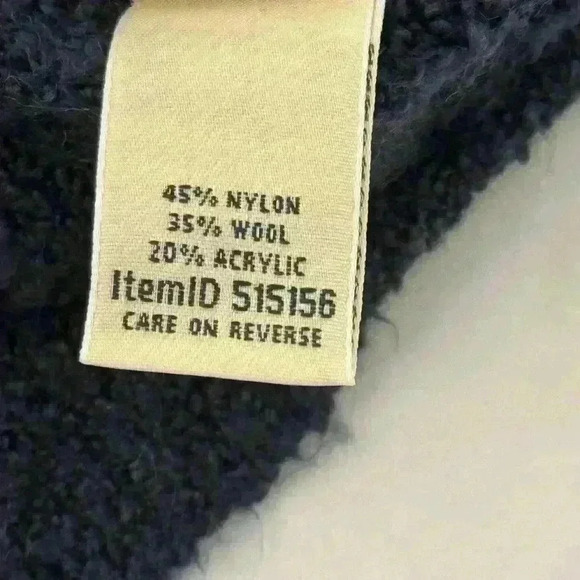 45% NYLON
35% WOOL
20% ACRYLIC
ItemID 515156
CARE ON REVERSE